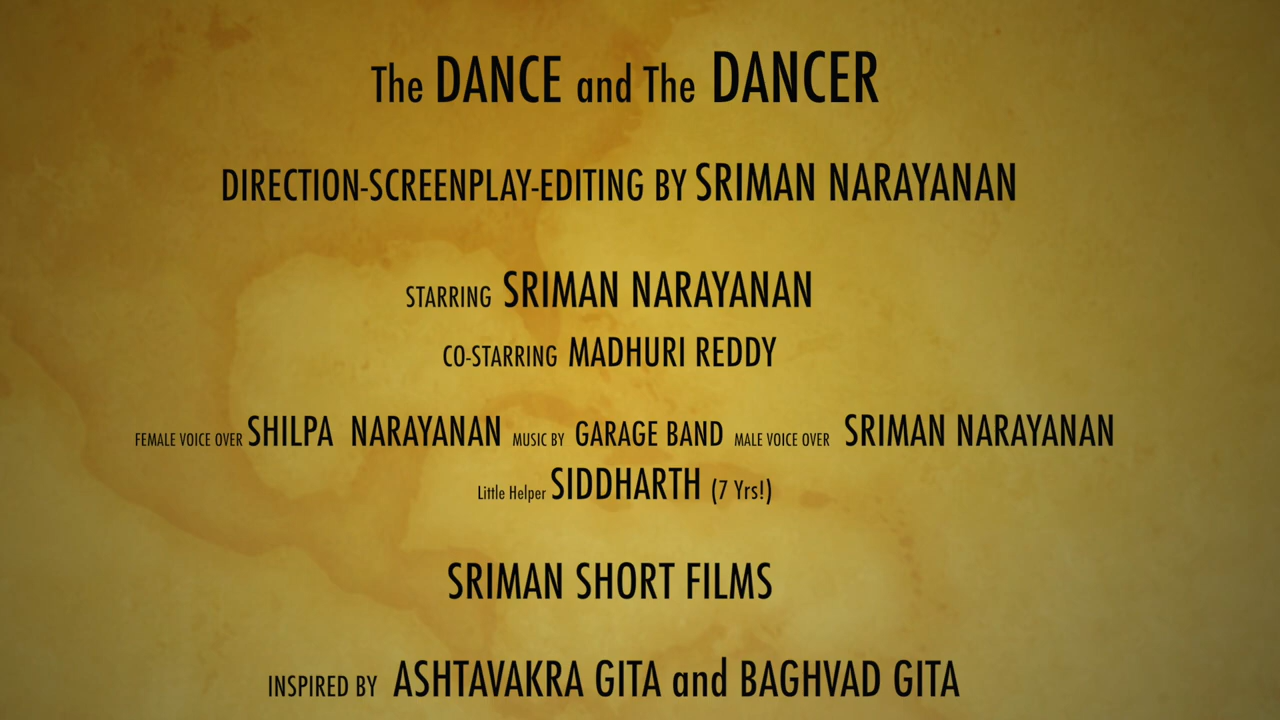 The DANCE and The DANCER
DIRECTION-SCREENPLAY-EDITING BY SRIMAN NARAYANAN
STARRING SRIMAN NARAYANAN
CO-STARRING MADHURI REDDY
FEMALE VOICE OVER SHILPA NARAYANAN MUSIC BY GARAGE BAND MALE VOICE OVER SRIMAN NARAYANAN
Little Helper SIDDHARTH (7 Yrs!)
SRIMAN SHORT FILMS
INSPIRED BY ASHTAVAKRA GITA and BAGHVAD GITA